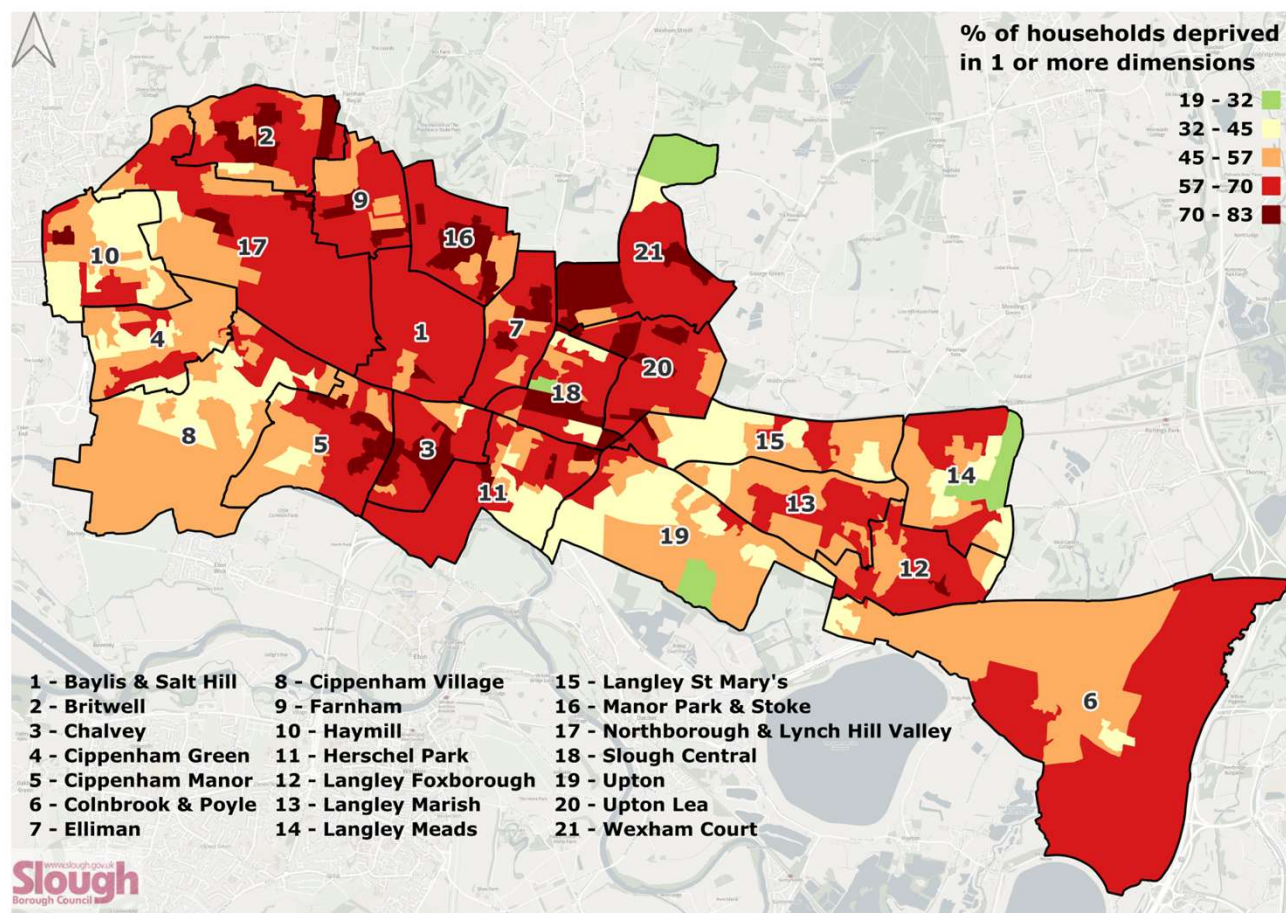 % of households deprived
in 1 or more dimensions
19 - 32
32 - 45
45 - 57
57 - 70
70 - 83
2
9
16
21
10
17
4
1
7
20
18
8
5
3
15
11
14
13
19
12
6
1 - Baylis & Salt Hill
2 - Britwell
3 - Chalvey
4 - Cippenham Green
5 - Cippenham Manor
6 - Colnbrook & Poyle
7 - Elliman
8 - Cippenham Village
9 - Farnham
10 - Haymill
11 - Herschel Park
12 - Langley Foxborough
13 - Langley Marish
14 - Langley Meads
15 - Langley St Mary's
16 - Manor Park & Stoke
17 - Northborough & Lynch Hill Valley
18 - Slough Central
19 - Upton
20 - Upton Lea
21 - Wexham Court
www.slough.gov.uk
Slough
Borough Council